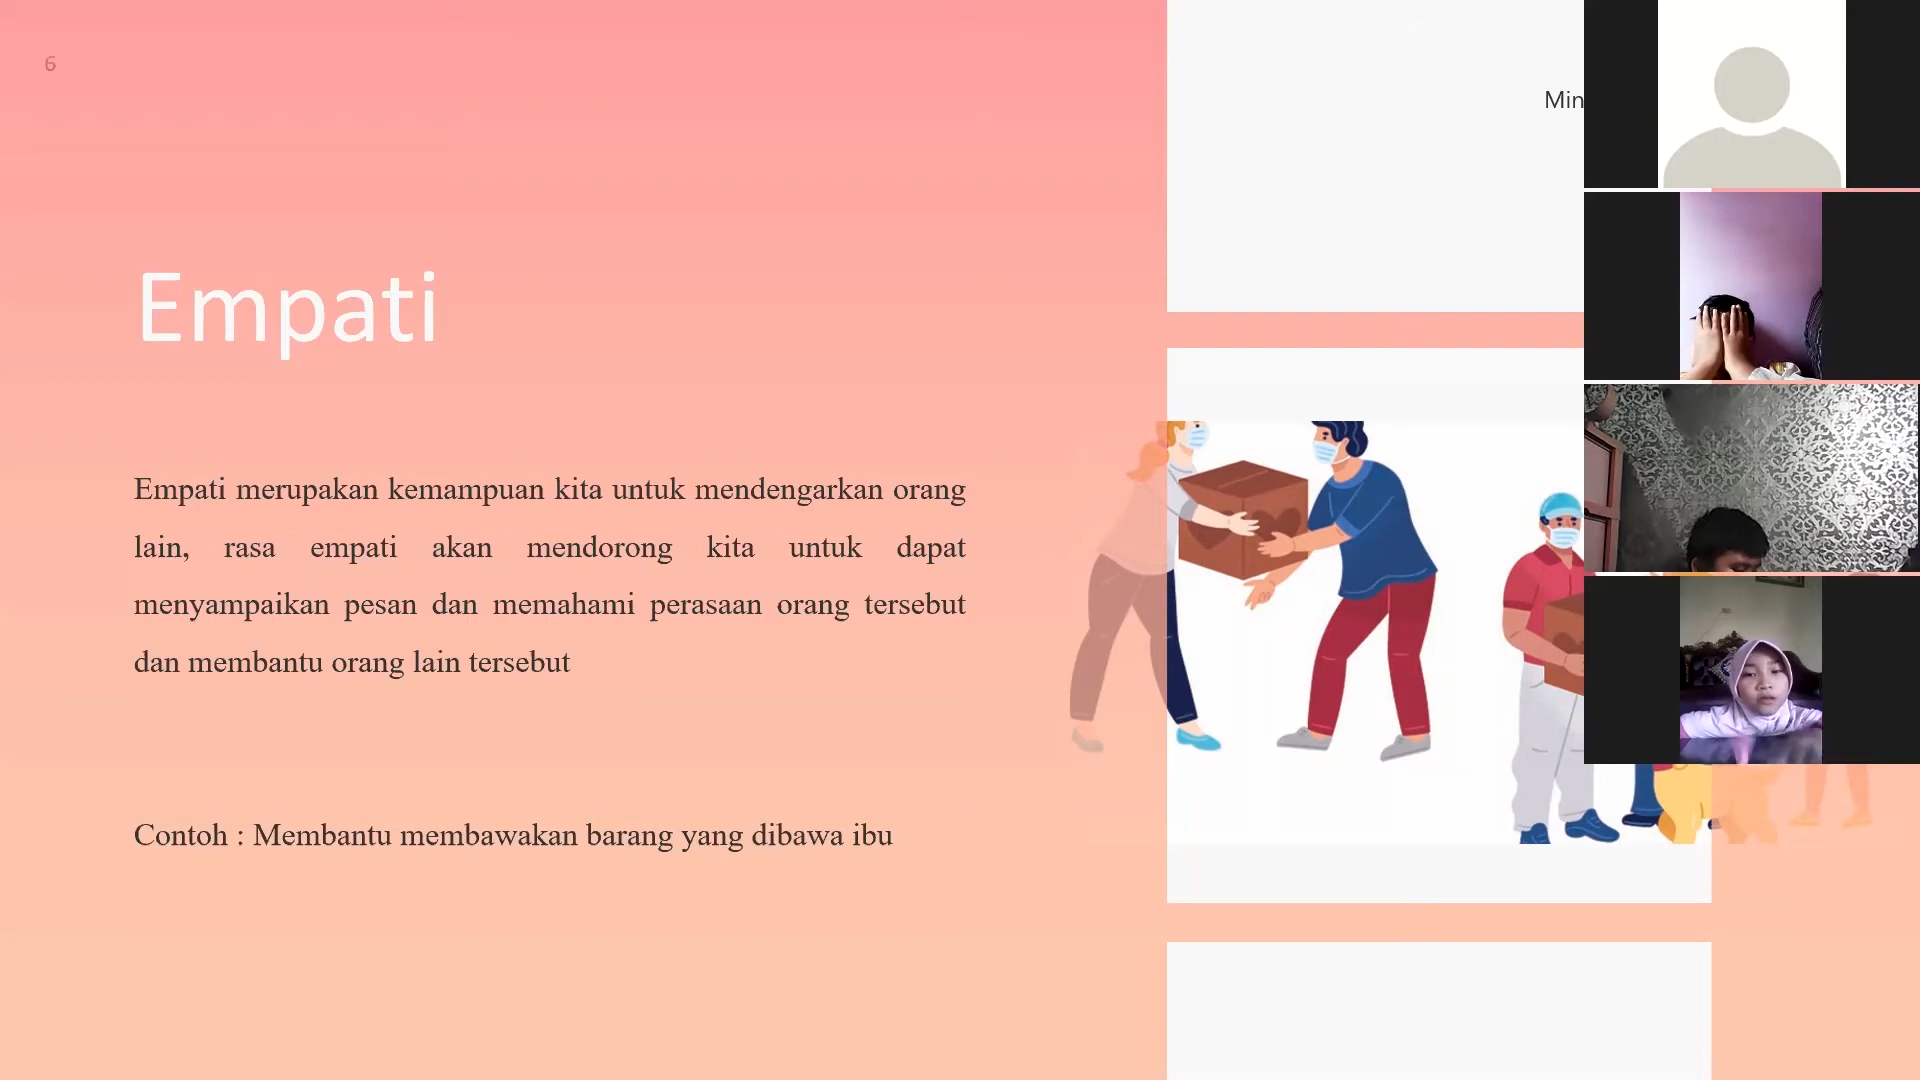 6
Min
Empati
Empati merupakan kemampuan kita untuk mendengarkan orang
lain, rasa empati akan mendorong kita untuk dapat
menyampaikan pesan dan memahami perasaan orang tersebut
dan membantu orang lain tersebut
Contoh : Membantu membawakan barang yang dibawa ibu